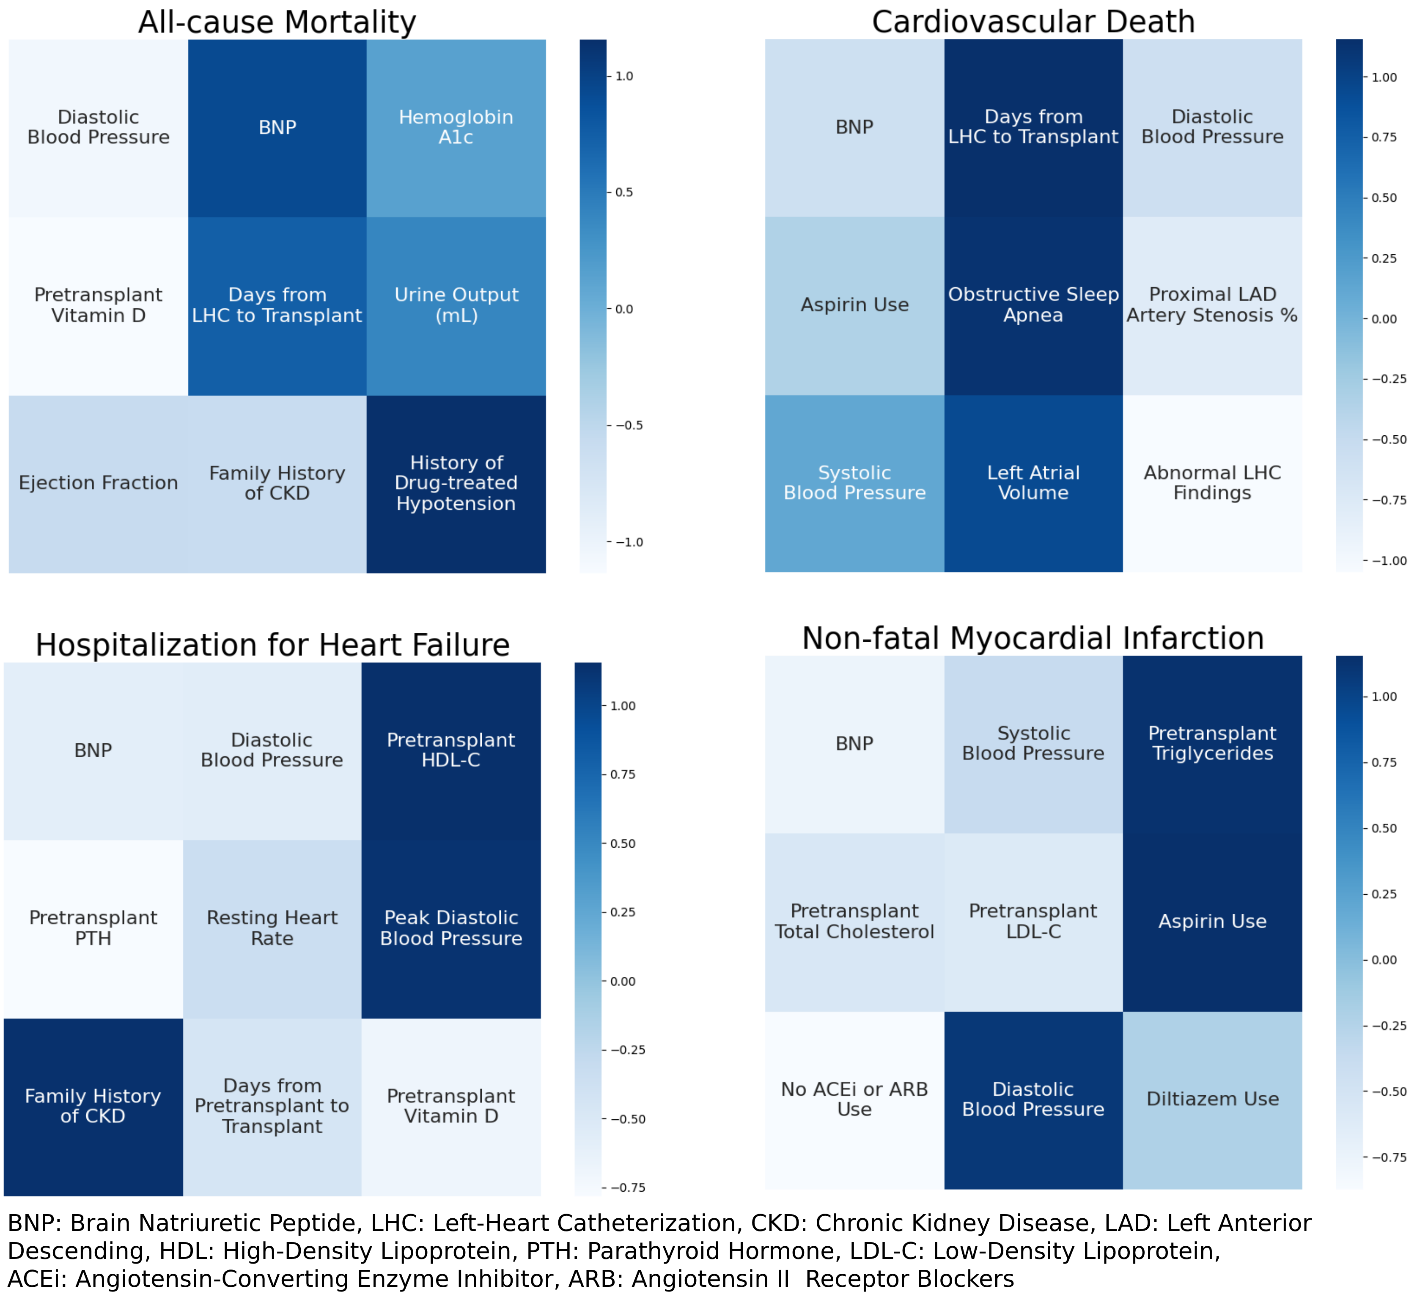 All-cause Mortality
Diastolic
Blood Pressure
BNP
Hemoglobin
A1c
Pretransplant
Vitamin D
Days from
LHC to Transplant
Urine Output
(mL)
Ejection Fraction
Family History
of CKD
History of
Drug-treated
Hypotension
1.0
0.5
0.0
−0.5
−1.0
Cardiovascular Death
BNP
Days from
LHC to Transplant
Diastolic
Blood Pressure
Aspirin Use
Obstructive Sleep
Apnea
Proximal LAD
Artery Stenosis %
Systolic
Blood Pressure
Left Atrial
Volume
Abnormal LHC
Findings
1.00
0.75
0.50
0.25
0.00
−0.25
−0.50
−0.75
−1.00
Hospitalization for Heart Failure
BNP
Diastolic
Blood Pressure
Pretransplant
HDL-C
Pretransplant
PTH
Resting Heart
Rate
Peak Diastolic
Blood Pressure
Family History
of CKD
Days from
Pretransplant to
Transplant
Pretransplant
Vitamin D
1.00
0.75
0.50
0.25
0.00
−0.25
−0.50
−0.75
Non-fatal Myocardial Infarction
BNP
Systolic
Blood Pressure
Pretransplant
Triglycerides
Pretransplant
Total Cholesterol
Pretransplant
LDL-C
Aspirin Use
No ACEi or ARB
Use
Diastolic
Blood Pressure
Diltiazem Use
1.00
0.75
0.50
0.25
0.00
−0.25
−0.50
−0.75
BNP: Brain Natriuretic Peptide, LHC: Left-Heart Catheterization, CKD: Chronic Kidney Disease, LAD: Left Anterior
Descending, HDL: High-Density Lipoprotein, PTH: Parathyroid Hormone, LDL-C: Low-Density Lipoprotein,
ACEi: Angiotensin-Converting Enzyme Inhibitor, ARB: Angiotensin II  Receptor Blockers